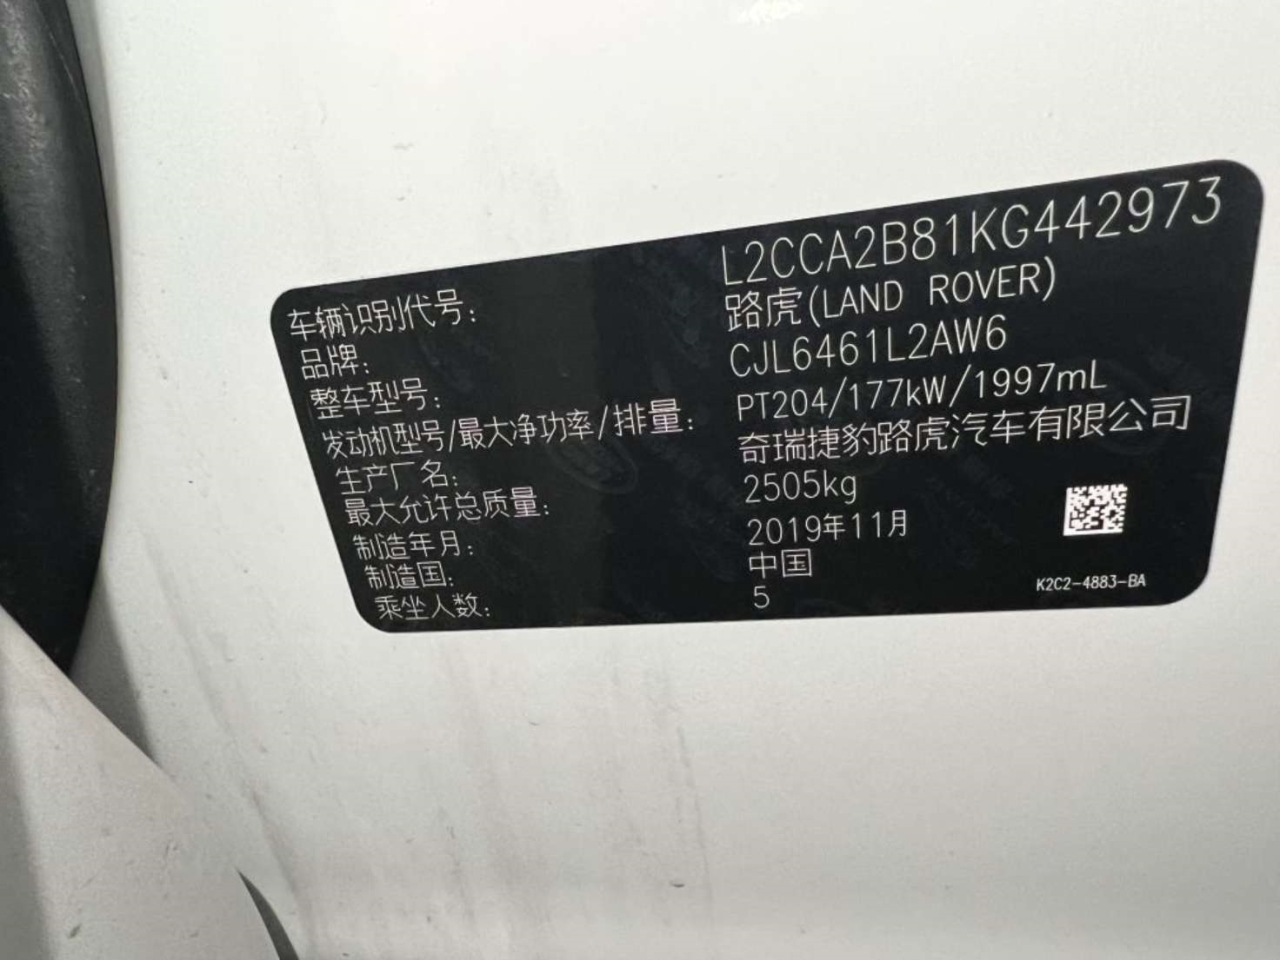 车辆识别代号: L2CCA2B81KG442973
品牌: 路虎(LAND ROVER)
整车型号: CJL6461L2AW6
发动机型号/最大净功率/排量: PT204/177kW/1997mL
生产厂名: 奇瑞捷豹路虎汽车有限公司
最大允许总质量: 2505kg
制造年月: 2019年11月
制造国: 中国
乘坐人数: 5
K2C2-4883-BA